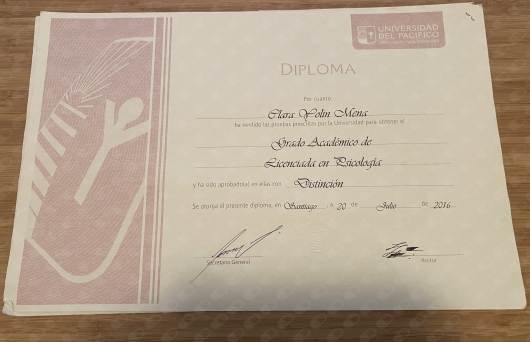 UNIVERSIDAD
DEL PACIFICO
DIPLOMA
Por cuanto
Clara Yolin Mena
ha rendido las pruebas prescritas por la Universidad para obtener el
Grado Académico de
Licenciada en Psicología
y ha sido aprobado(a) en ellas con Distinción
Se otorga el presente diploma, en Santiago, a 20 de Julio de 2016
Secretario General
Rector